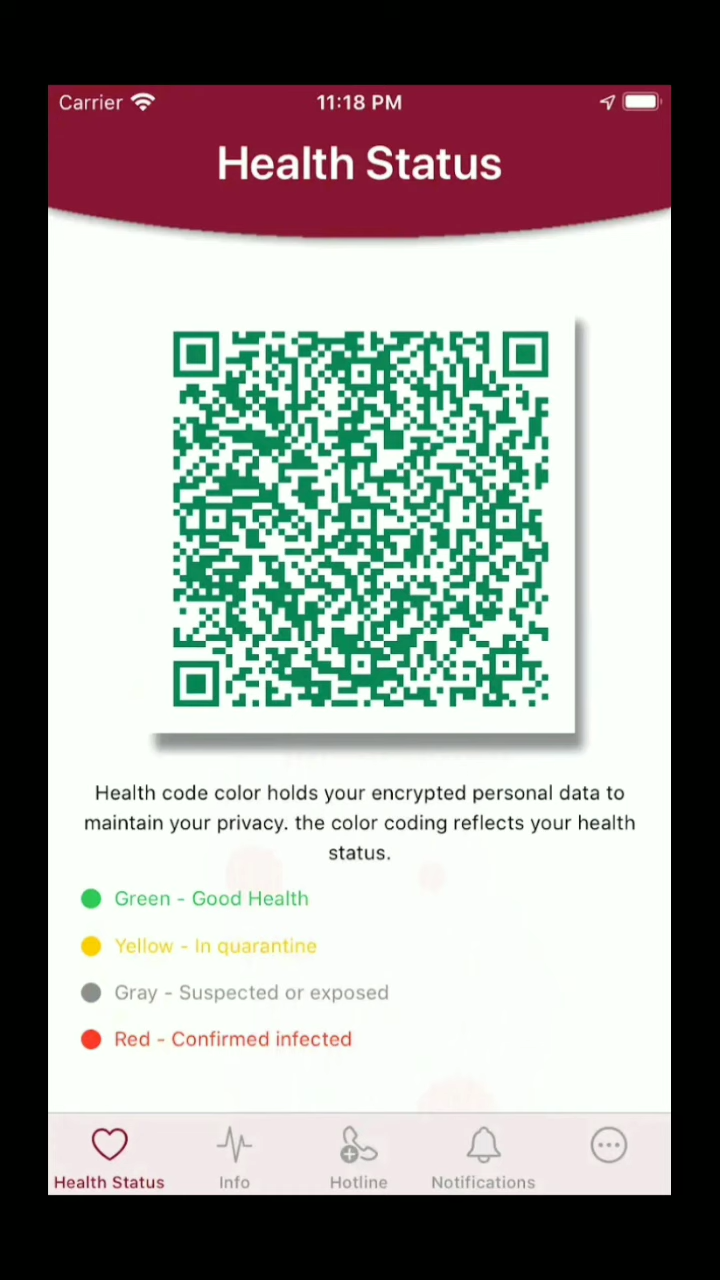 Carrier 11:18 PM
Health Status
Health code color holds your encrypted personal data to
maintain your privacy. the color coding reflects your health
status.
Green - Good Health
Yellow - In quarantine
Gray - Suspected or exposed
Red - Confirmed infected
Health Status Info Hotline Notifications